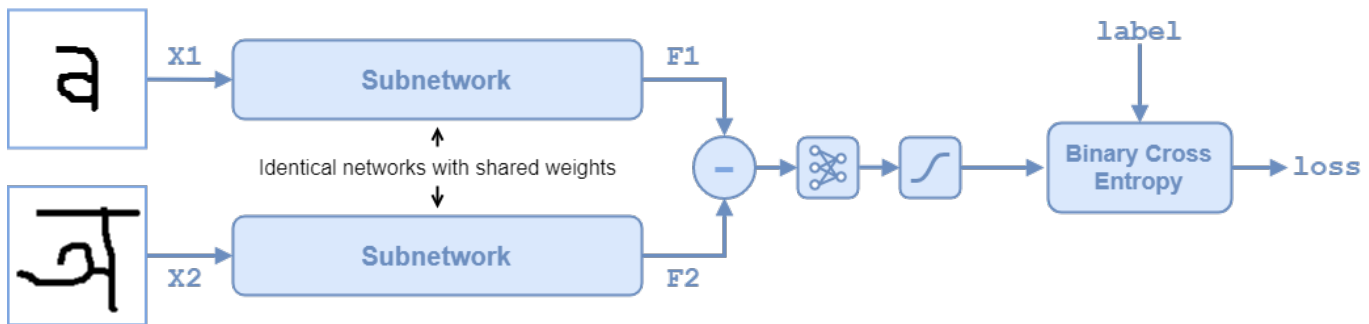 a
X1
Subnetwork
F1
label
Identical networks with shared weights
–
Binary Cross
Entropy
loss
X2
Subnetwork
F2